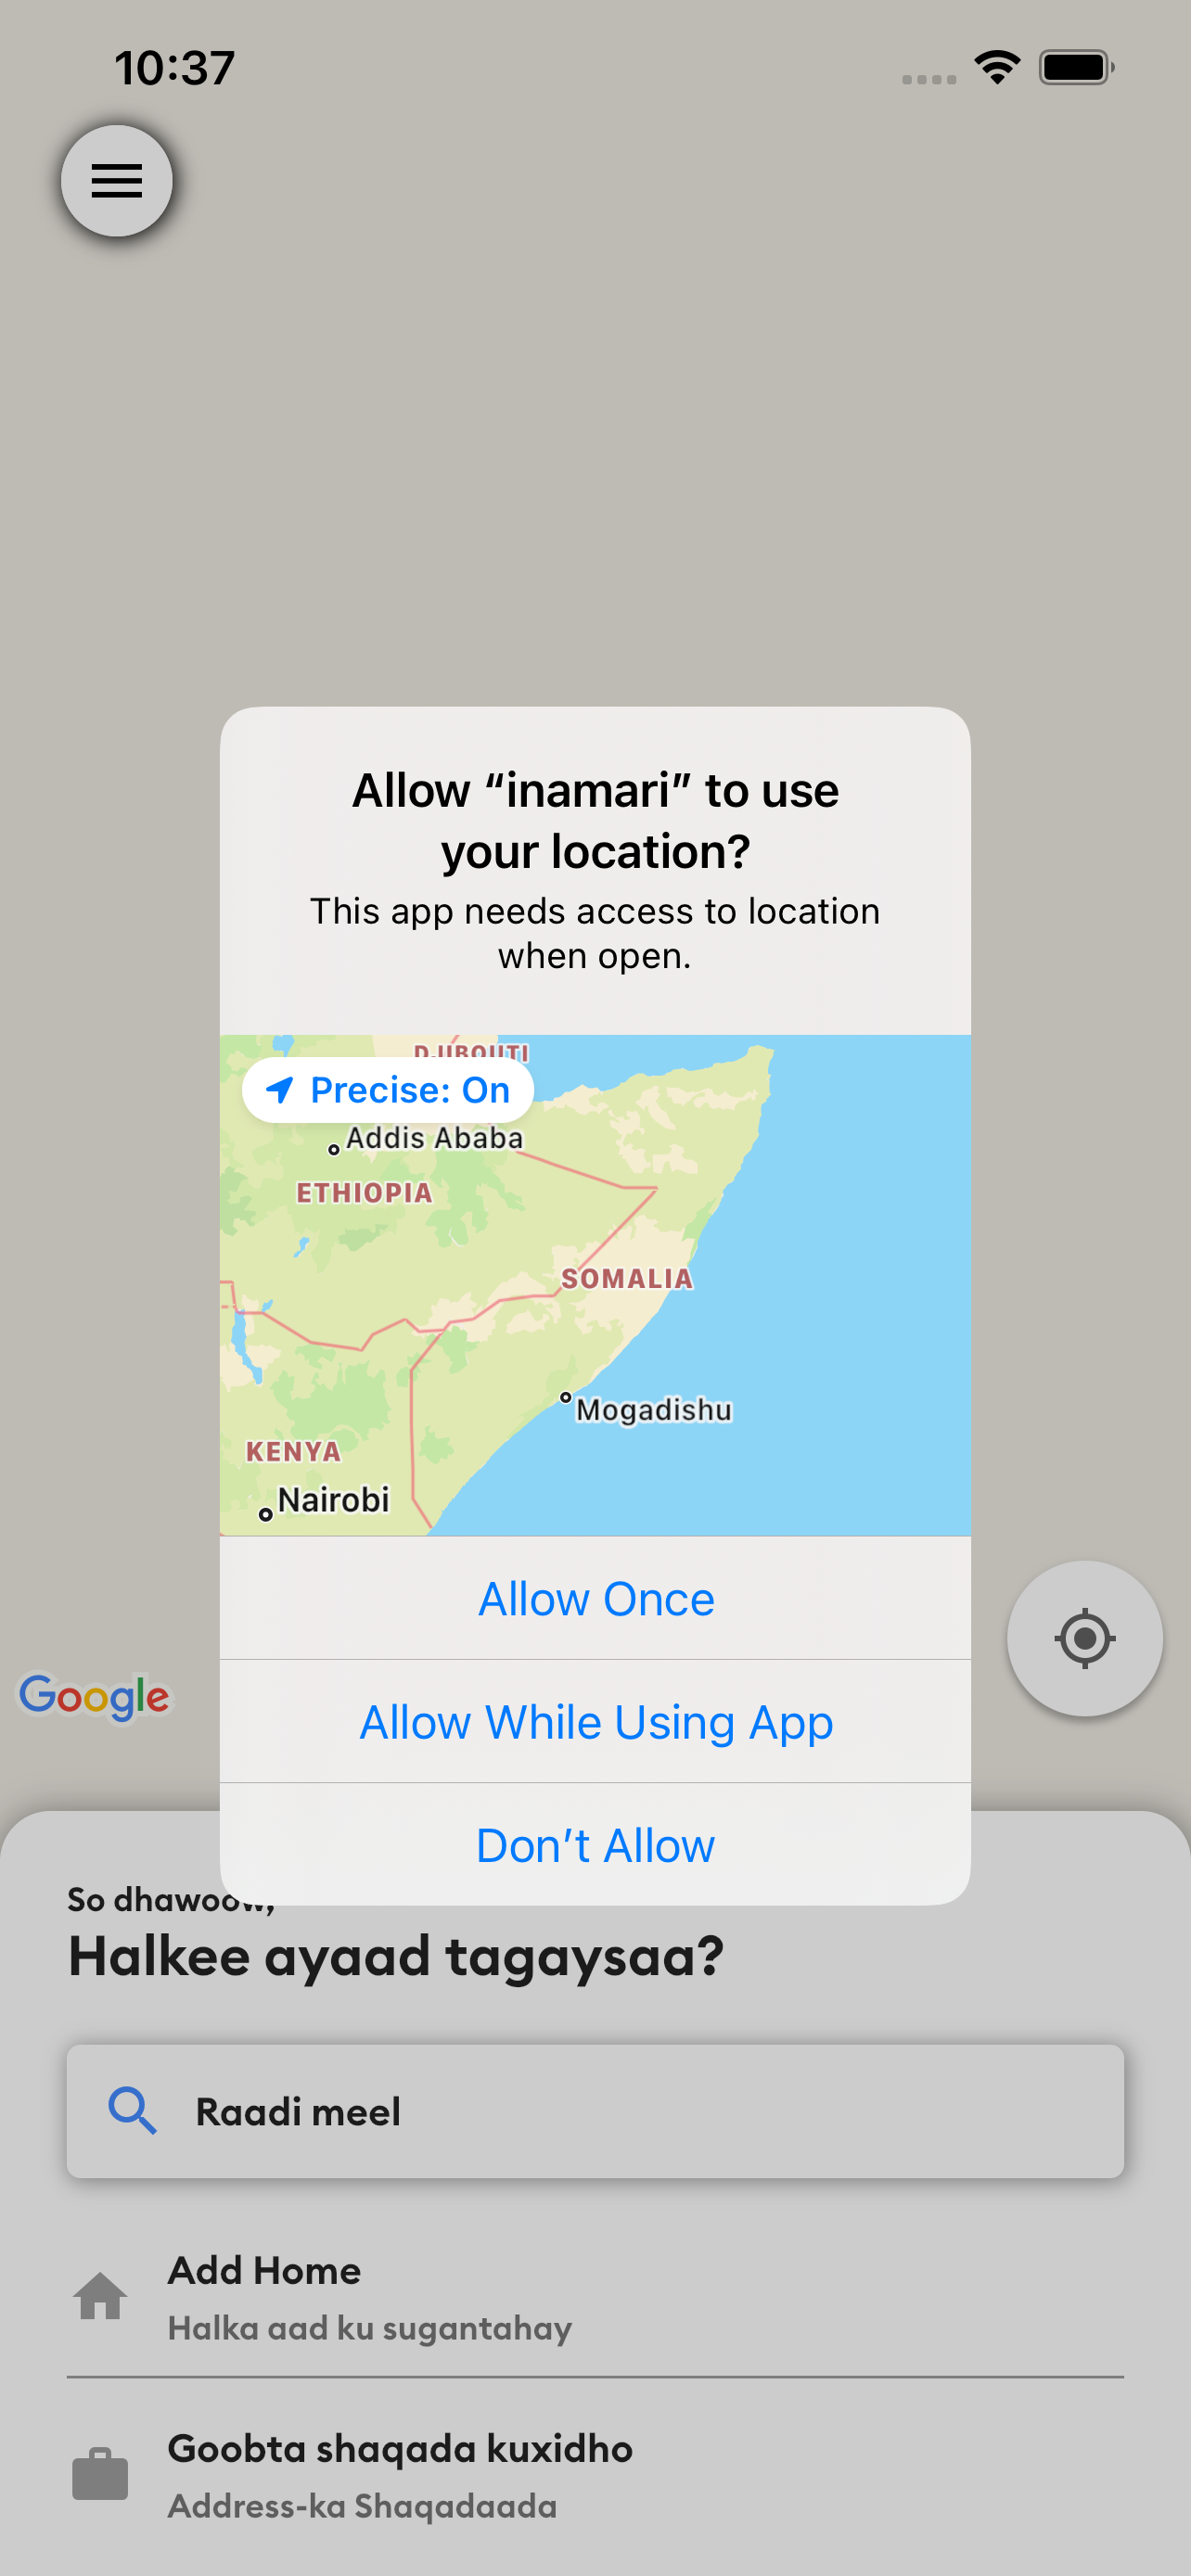 10:37
Allow “inamari” to use
your location?
This app needs access to location
when open.
DJIBOUTI
Precise: On
Addis Ababa
ETHIOPIA
SOMALIA
Mogadishu
KENYA
Nairobi
Allow Once
Google
Allow While Using App
Don’t Allow
So dhawoow,
Halkee ayaad tagaysaa?
Raadi meel
Add Home
Halka aad ku sugantahay
Goobta shaqada kuxidho
Address-ka Shaqadaada